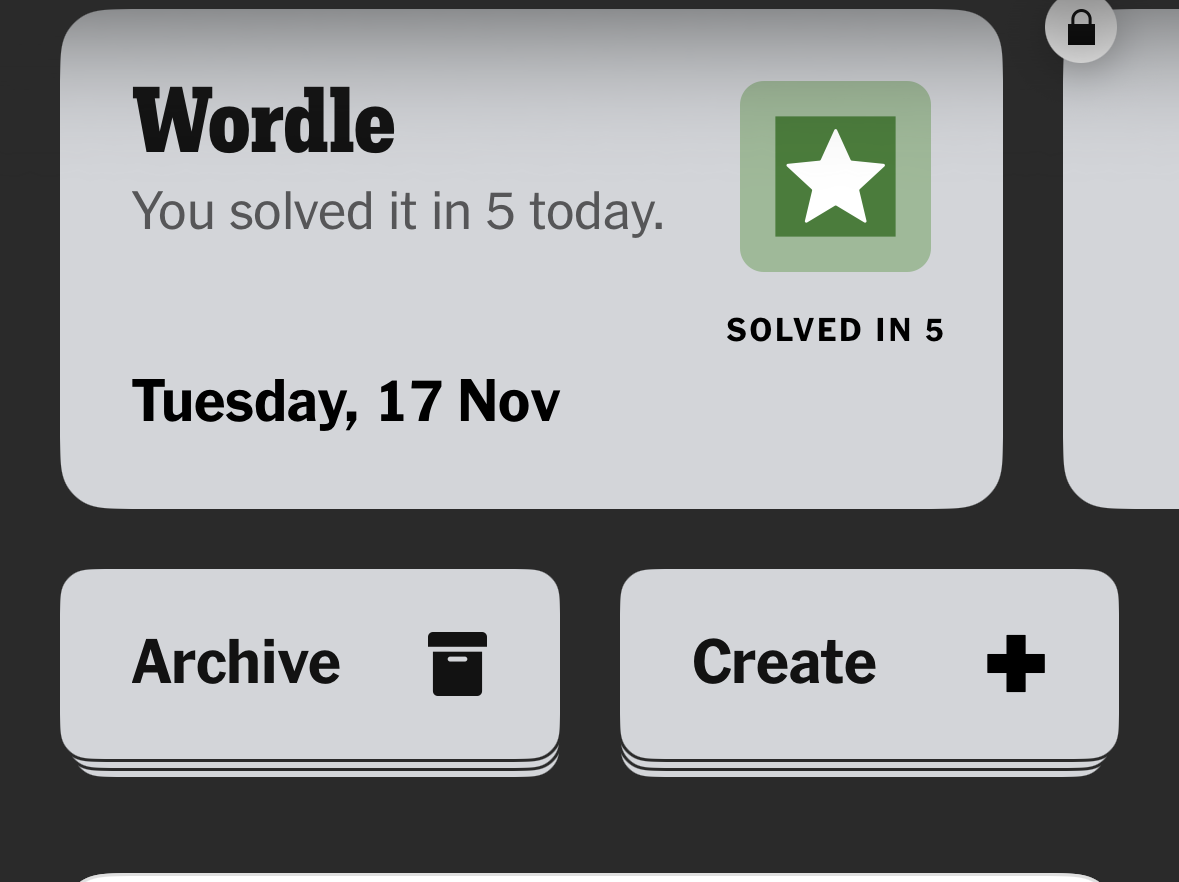 Wordle
You solved it in 5 today.
SOLVED IN 5
Tuesday, 17 Nov
Archive
Create